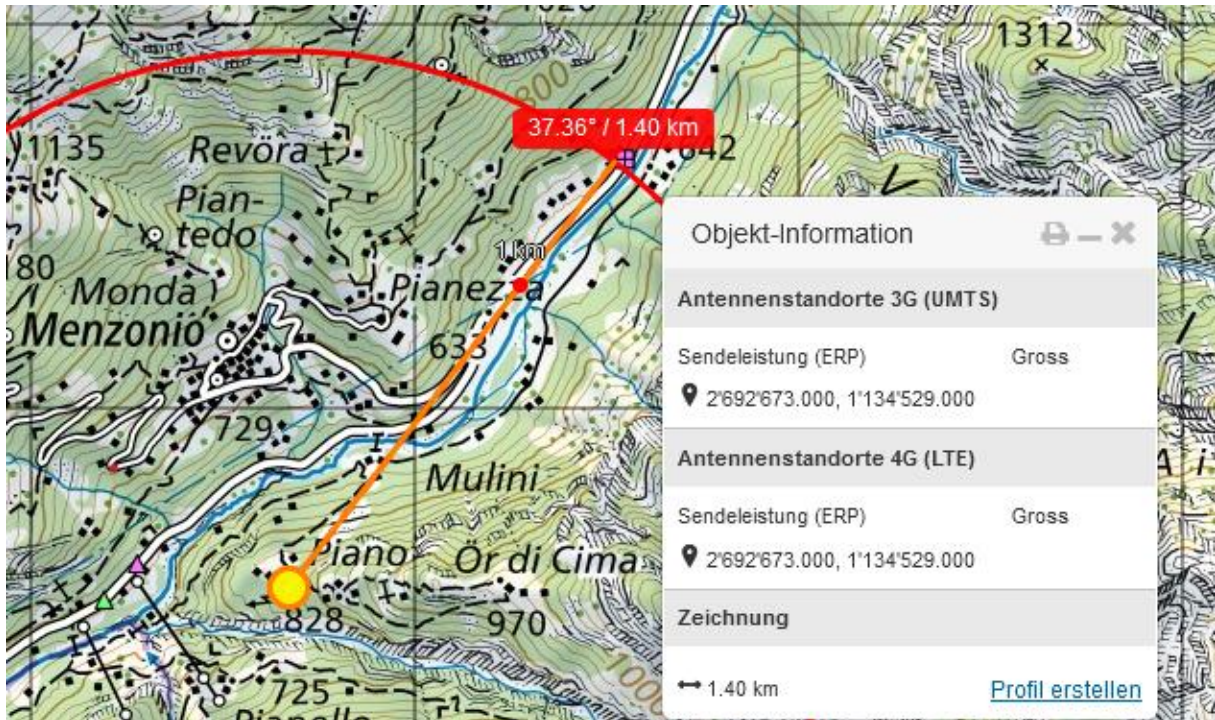 1312
800
37.36° / 1.40 km
642
1135
Revöra
Pian-
tedo
1 km
80
Monda
Pianezza
Menzonio
633
729
Mulini
Piano
Ör di Cima
828
970
725
1000
Objekt-Information
Antennenstandorte 3G (UMTS)
Sendeleistung (ERP) Gross
2'692'673.000, 1'134'529.000
Antennenstandorte 4G (LTE)
Sendeleistung (ERP) Gross
2'692'673.000, 1'134'529.000
Zeichnung
1.40 km Profil erstellen